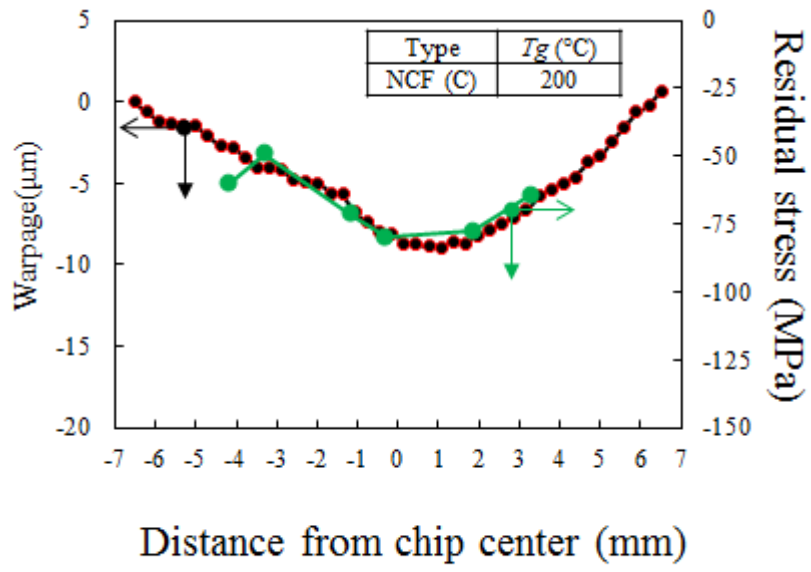 5
0
-5
-10
-15
-20
Warpage(μm)
Type Tg (°C)
NCF (C) 200
0
-25
-50
-75
-100
-125
-150
Residual stress (MPa)
-7 -6 -5 -4 -3 -2 -1 0 1 2 3 4 5 6 7
Distance from chip center (mm)